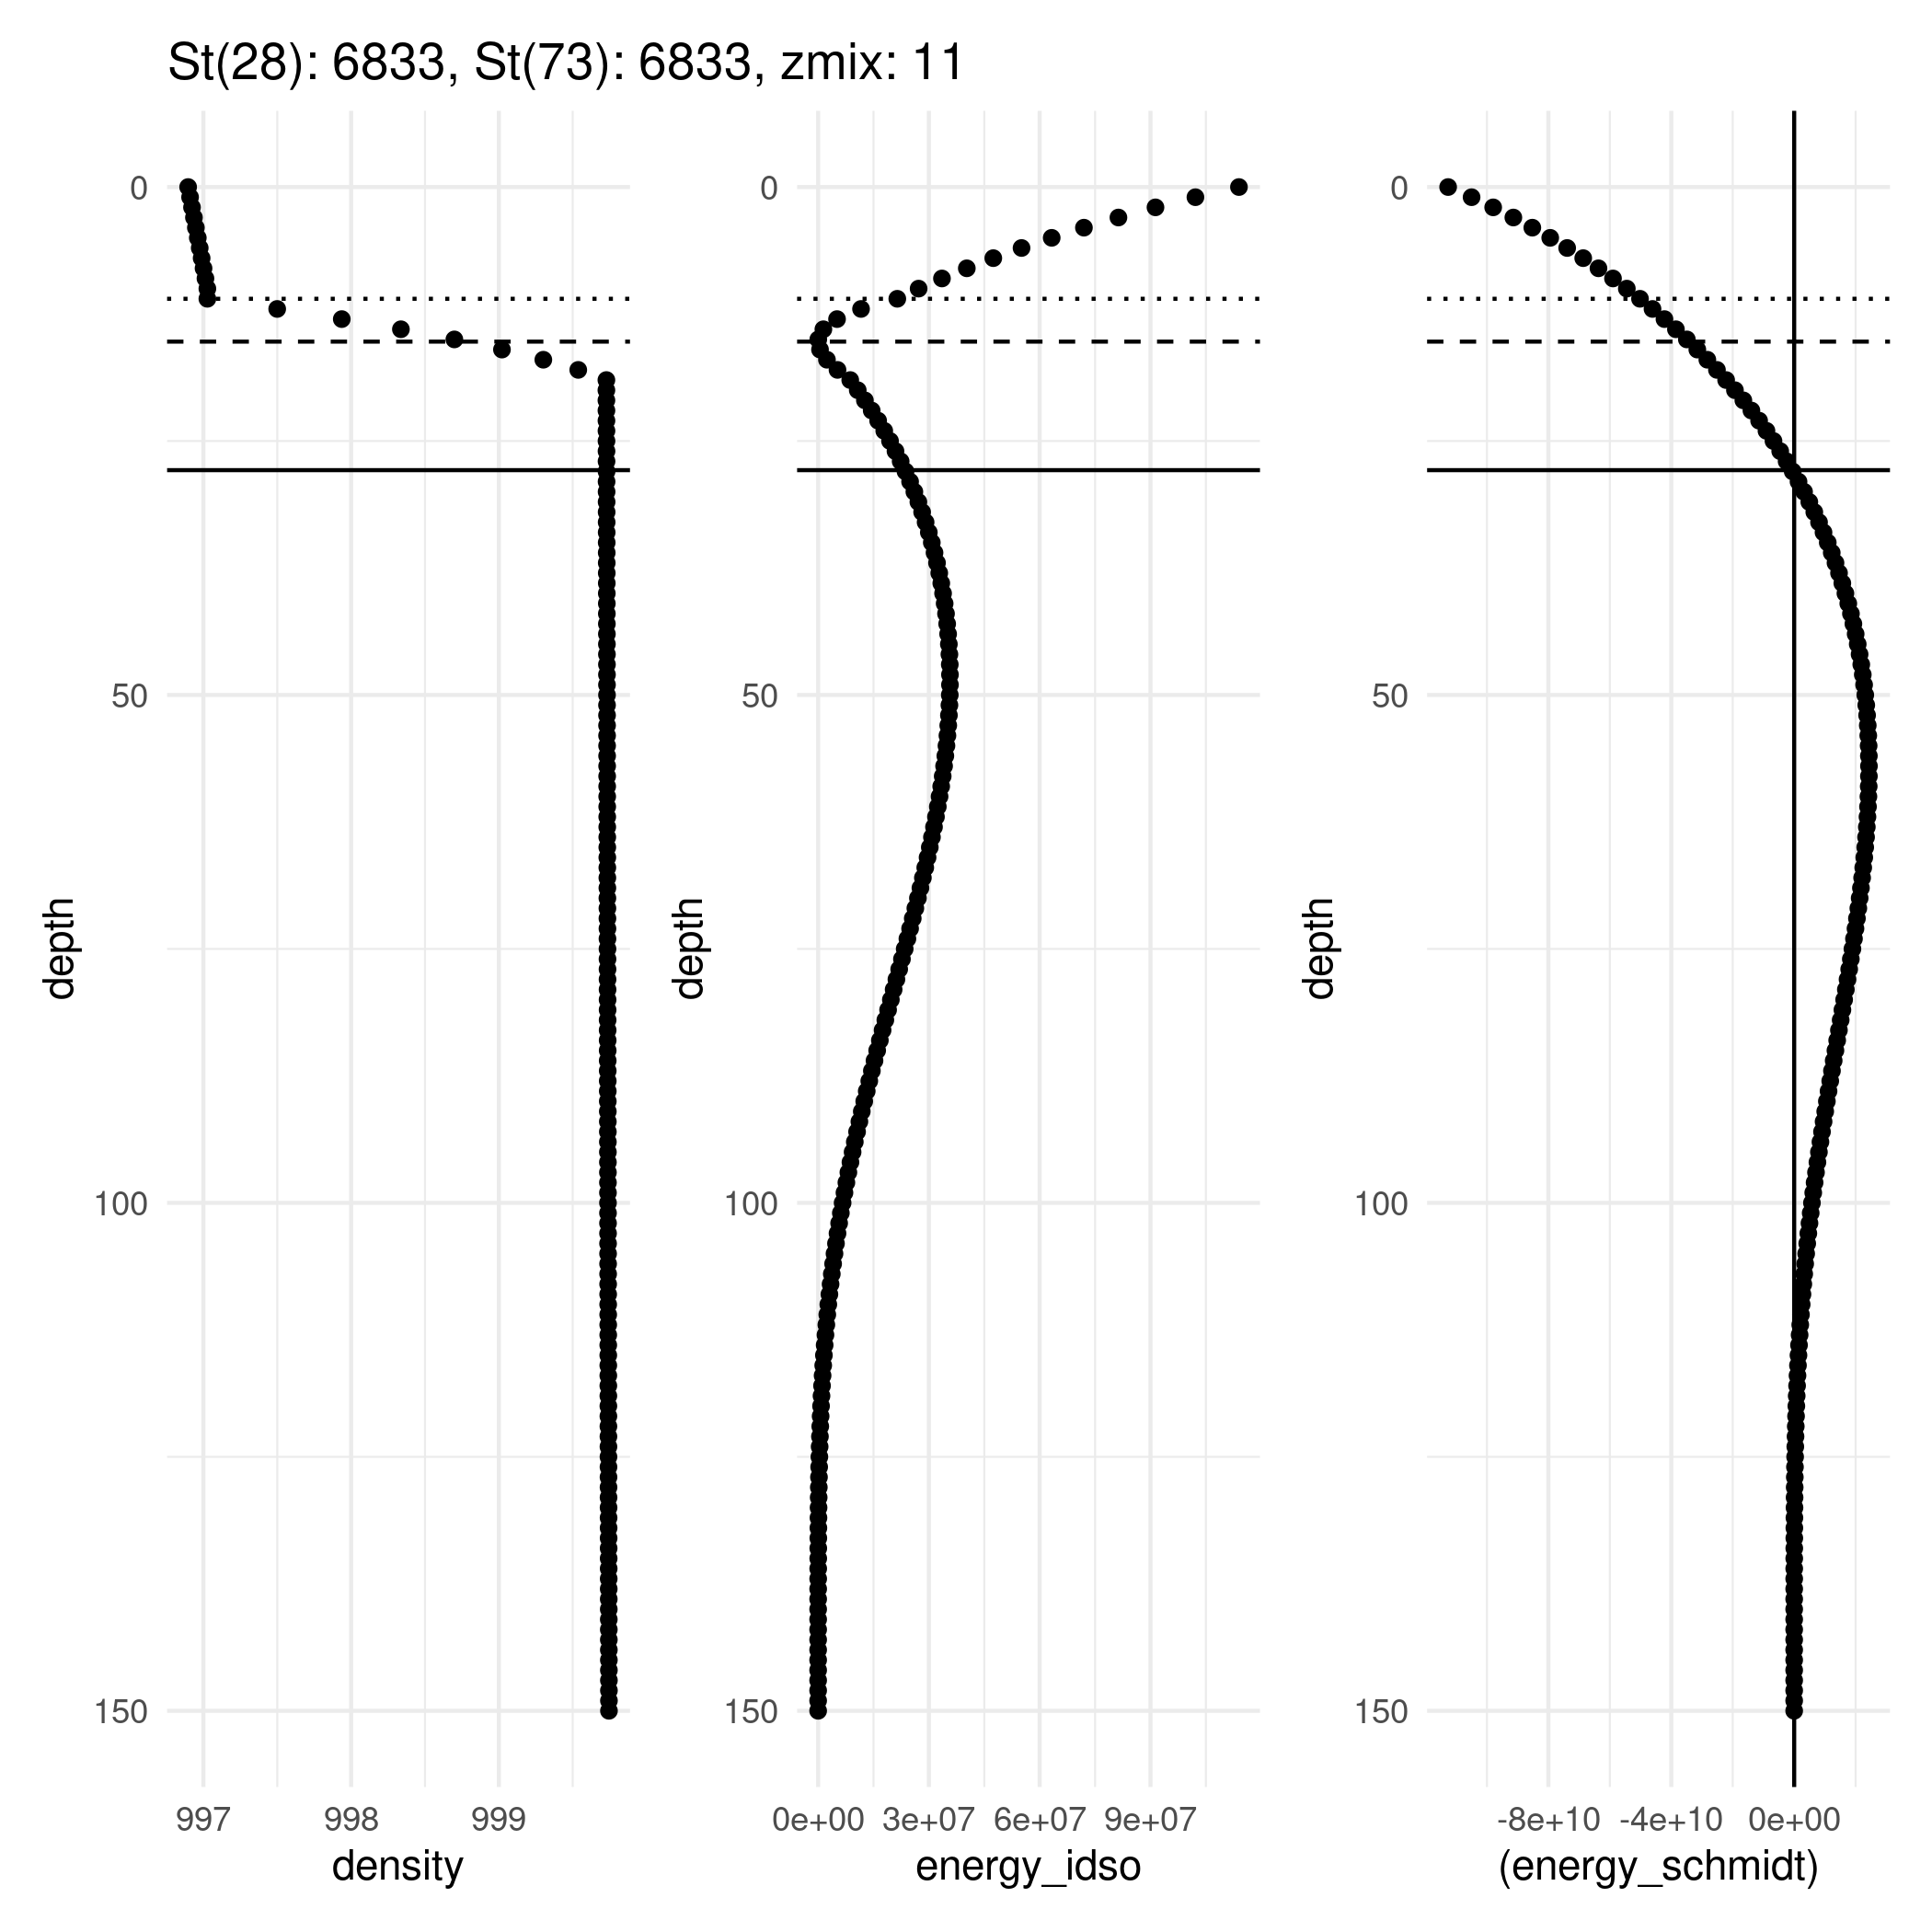 St(28): 6833, St(73): 6833, zmix: 11
depth
0
50
100
150
997 998 999
density
depth
0
50
100
150
0e+00 3e+07 6e+07 9e+07
energy_idso
depth
0
50
100
150
-8e+10 -4e+10 0e+00
(energy_schmidt)